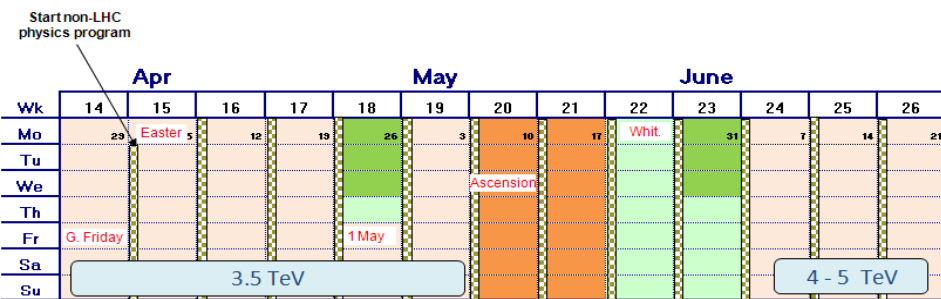 Start non-LHC
physics program
Apr May June
Wk 14 15 16 17 18 19 20 21 22 23 24 25 26
Mo 29 Easter 5 12 19 26 3 10 17 Whit. 31 7 14 21
Tu
We Ascension
Th
Fr G. Friday 1 May
Sa
3.5 TeV 4 - 5 TeV
Su